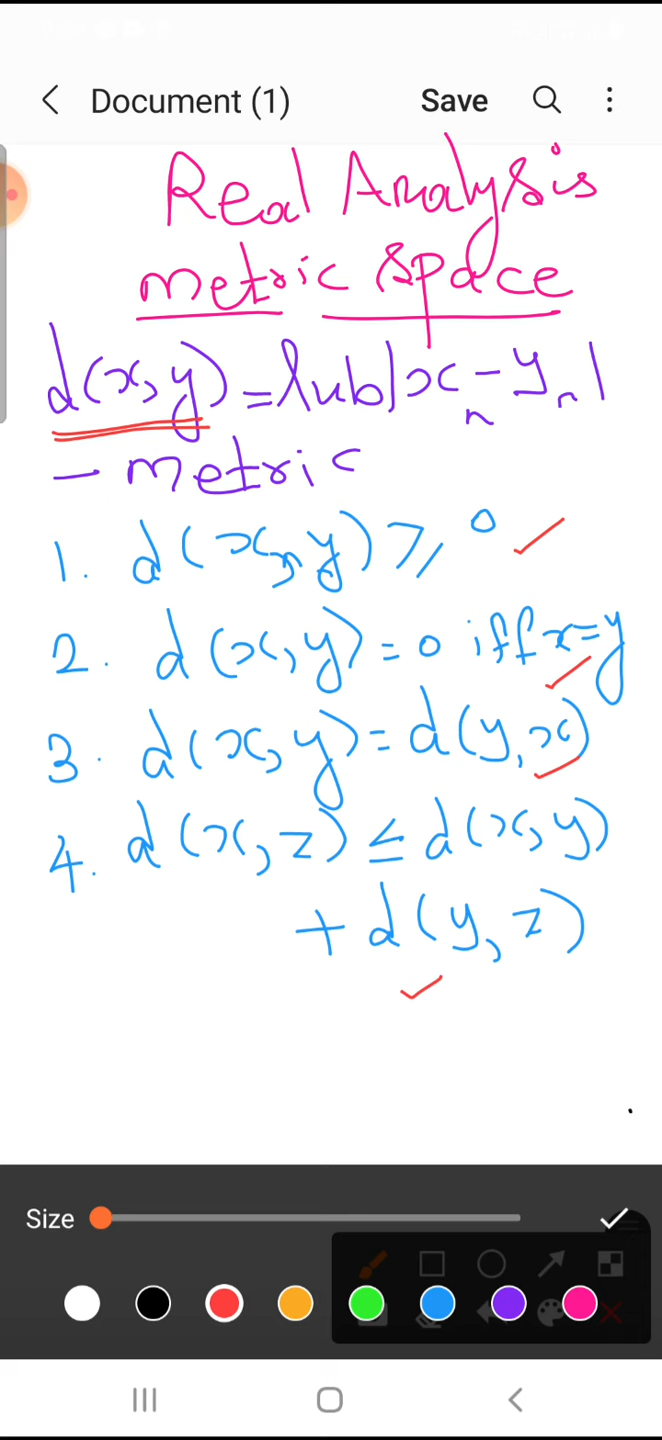 Document (1) Save
Real Analysis
metric space
d(x,y)=lub|xₙ-yₙ|
- metric
1. d(x,y)⩾0
2. d(x,y)=0 iff x=y
3. d(x,y)=d(y,x)
4. d(x,z)≤d(x,y)
+d(y,z)
Size